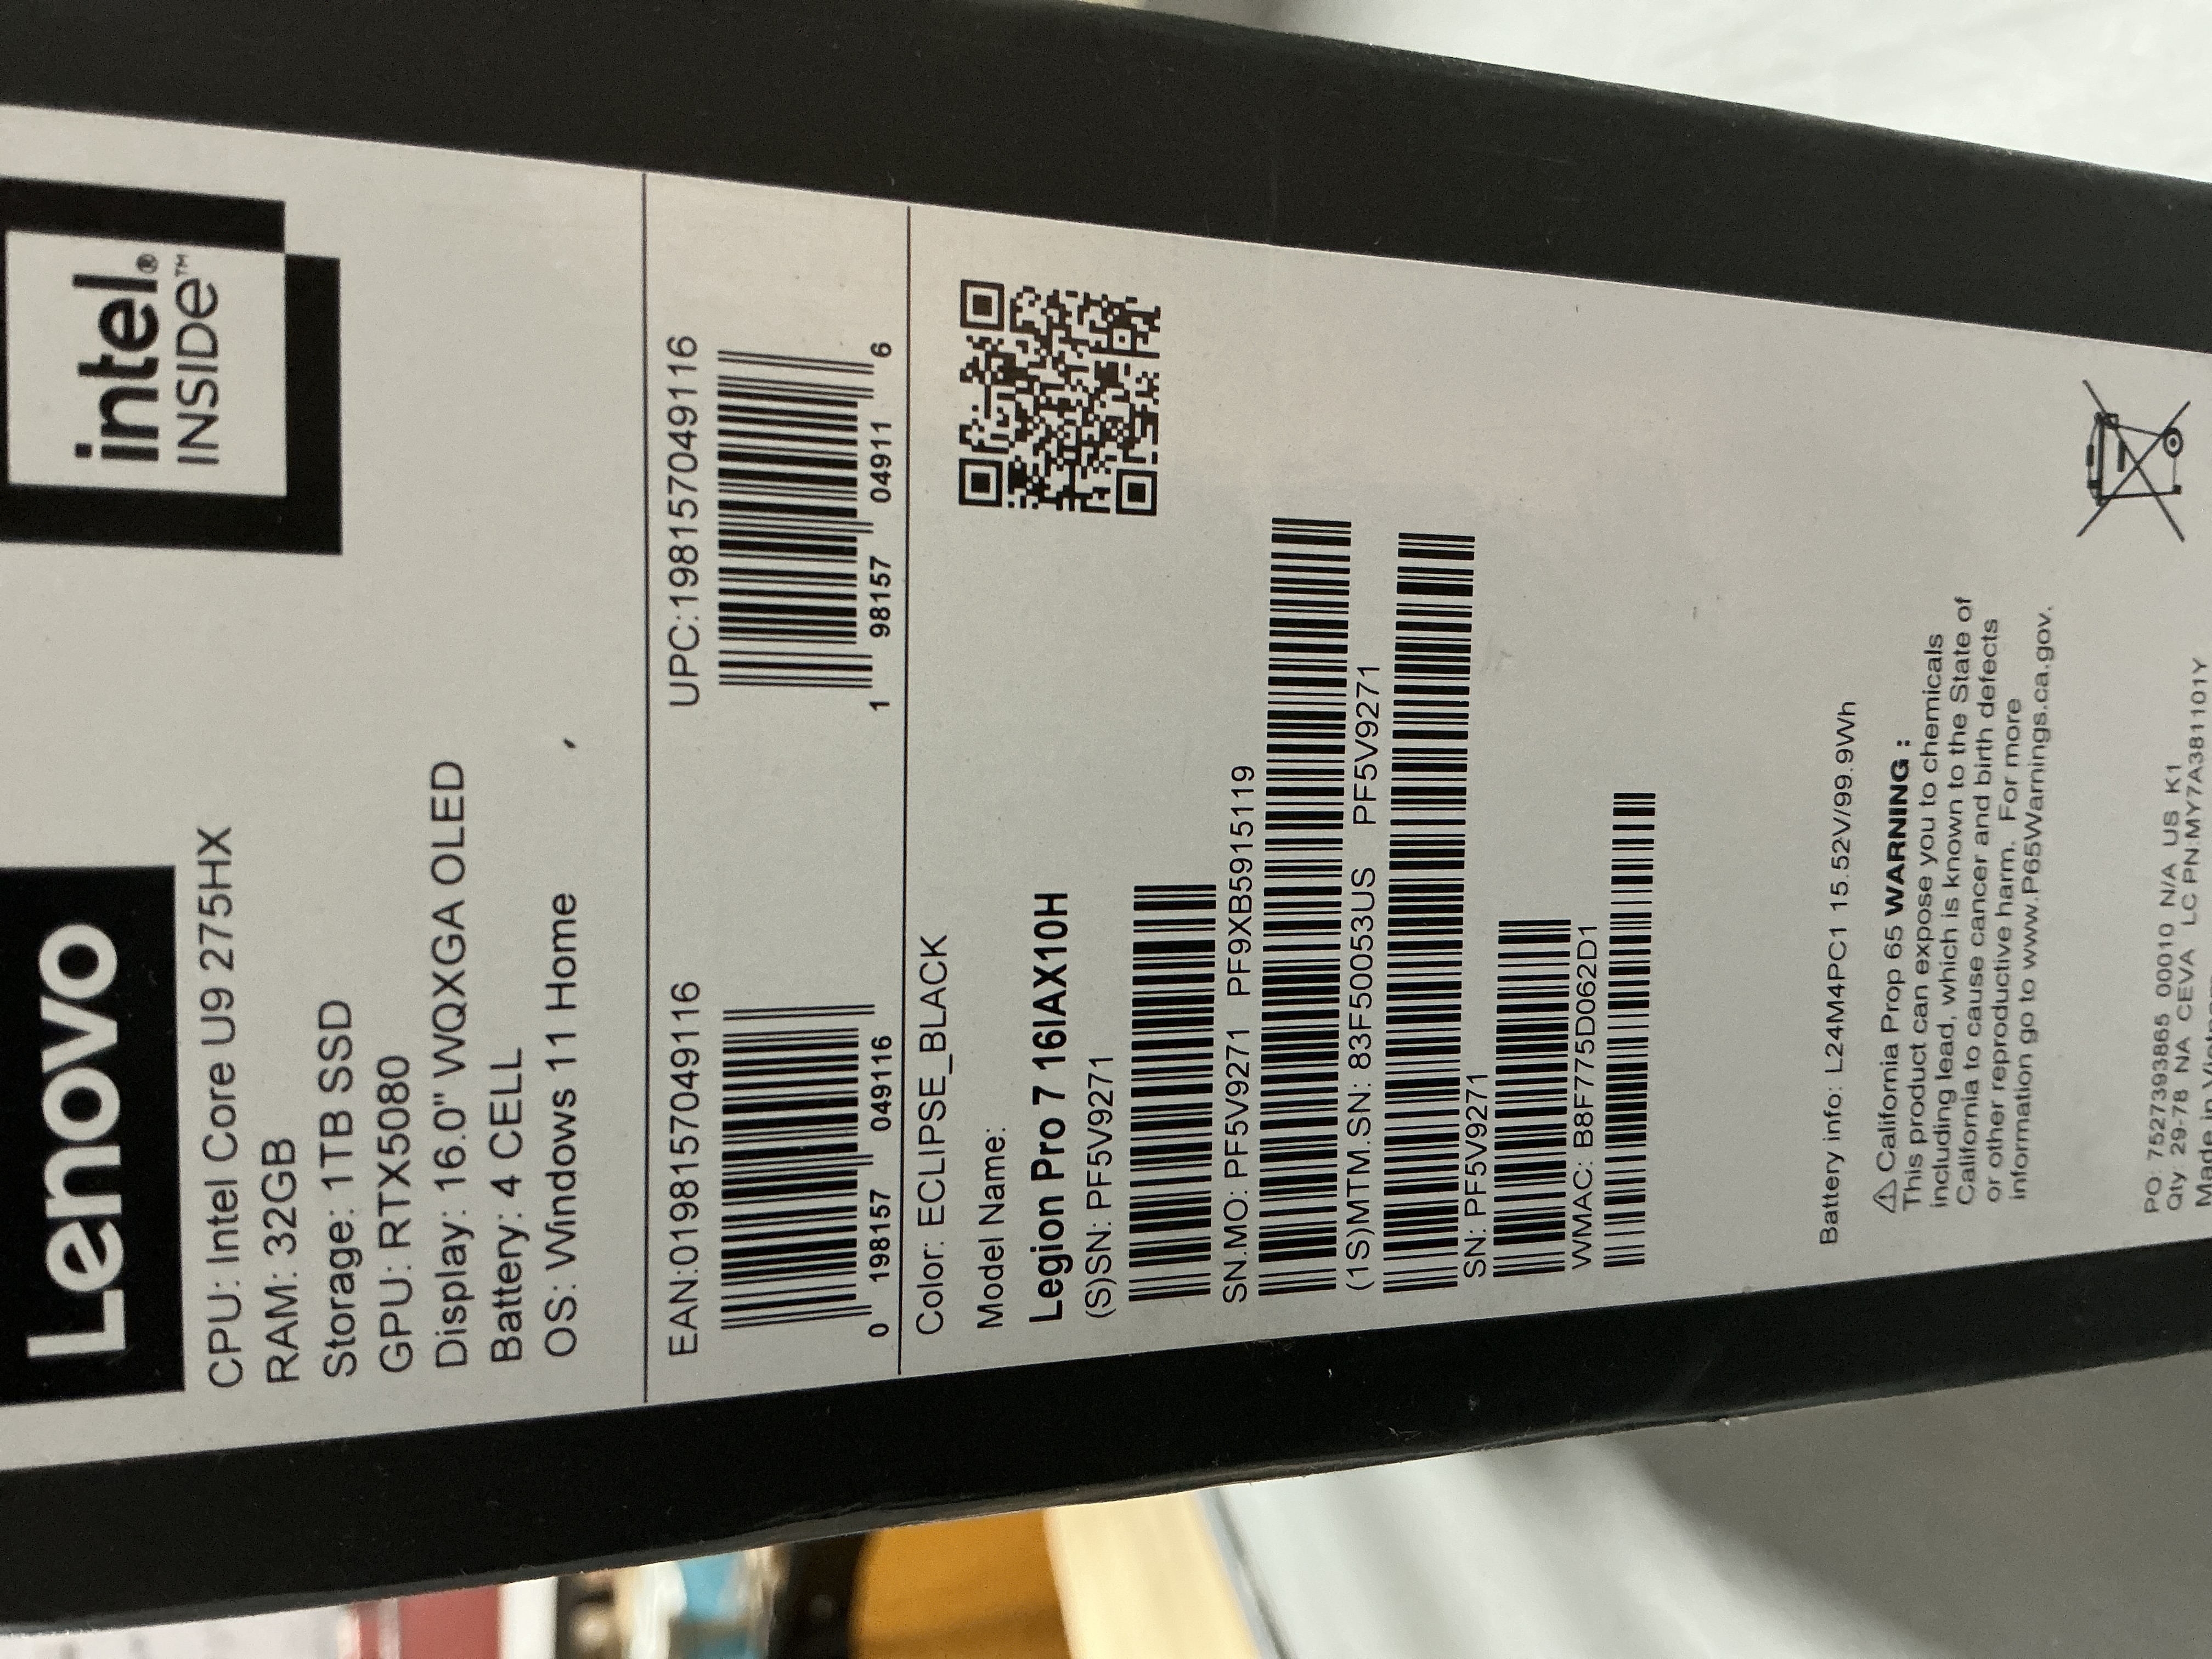 Lenovo
intel®
INSIDE™
CPU: Intel Core U9 275HX
RAM: 32GB
Storage: 1TB SSD
GPU: RTX5080
Display: 16.0" WQXGA OLED
Battery: 4 CELL
OS: Windows 11 Home
EAN:0198157049116
0 198157 049116
UPC:198157049116
1 98157 04911 6
Color: ECLIPSE_BLACK
Model Name:
Legion Pro 7 16IAX10H
(S)SN: PF5V9271
SN.MO: PF5V9271 PF9XB5915119
(1S)MTM.SN: 83F50053US PF5V9271
SN: PF5V9271
WMAC: B8F775D062D1
Battery info: L24M4PC1 15.52V/99.9Wh
⚠ California Prop 65 WARNING :
This product can expose you to chemicals
including lead, which is known to the State of
California to cause cancer and birth defects
or other reproductive harm. For more
information go to www.P65Warnings.ca.gov.
PO: 7527393865 00010 N/A US K1
Qty: 29-78 NA CEVA LC PN:MY7A381101Y
Made in